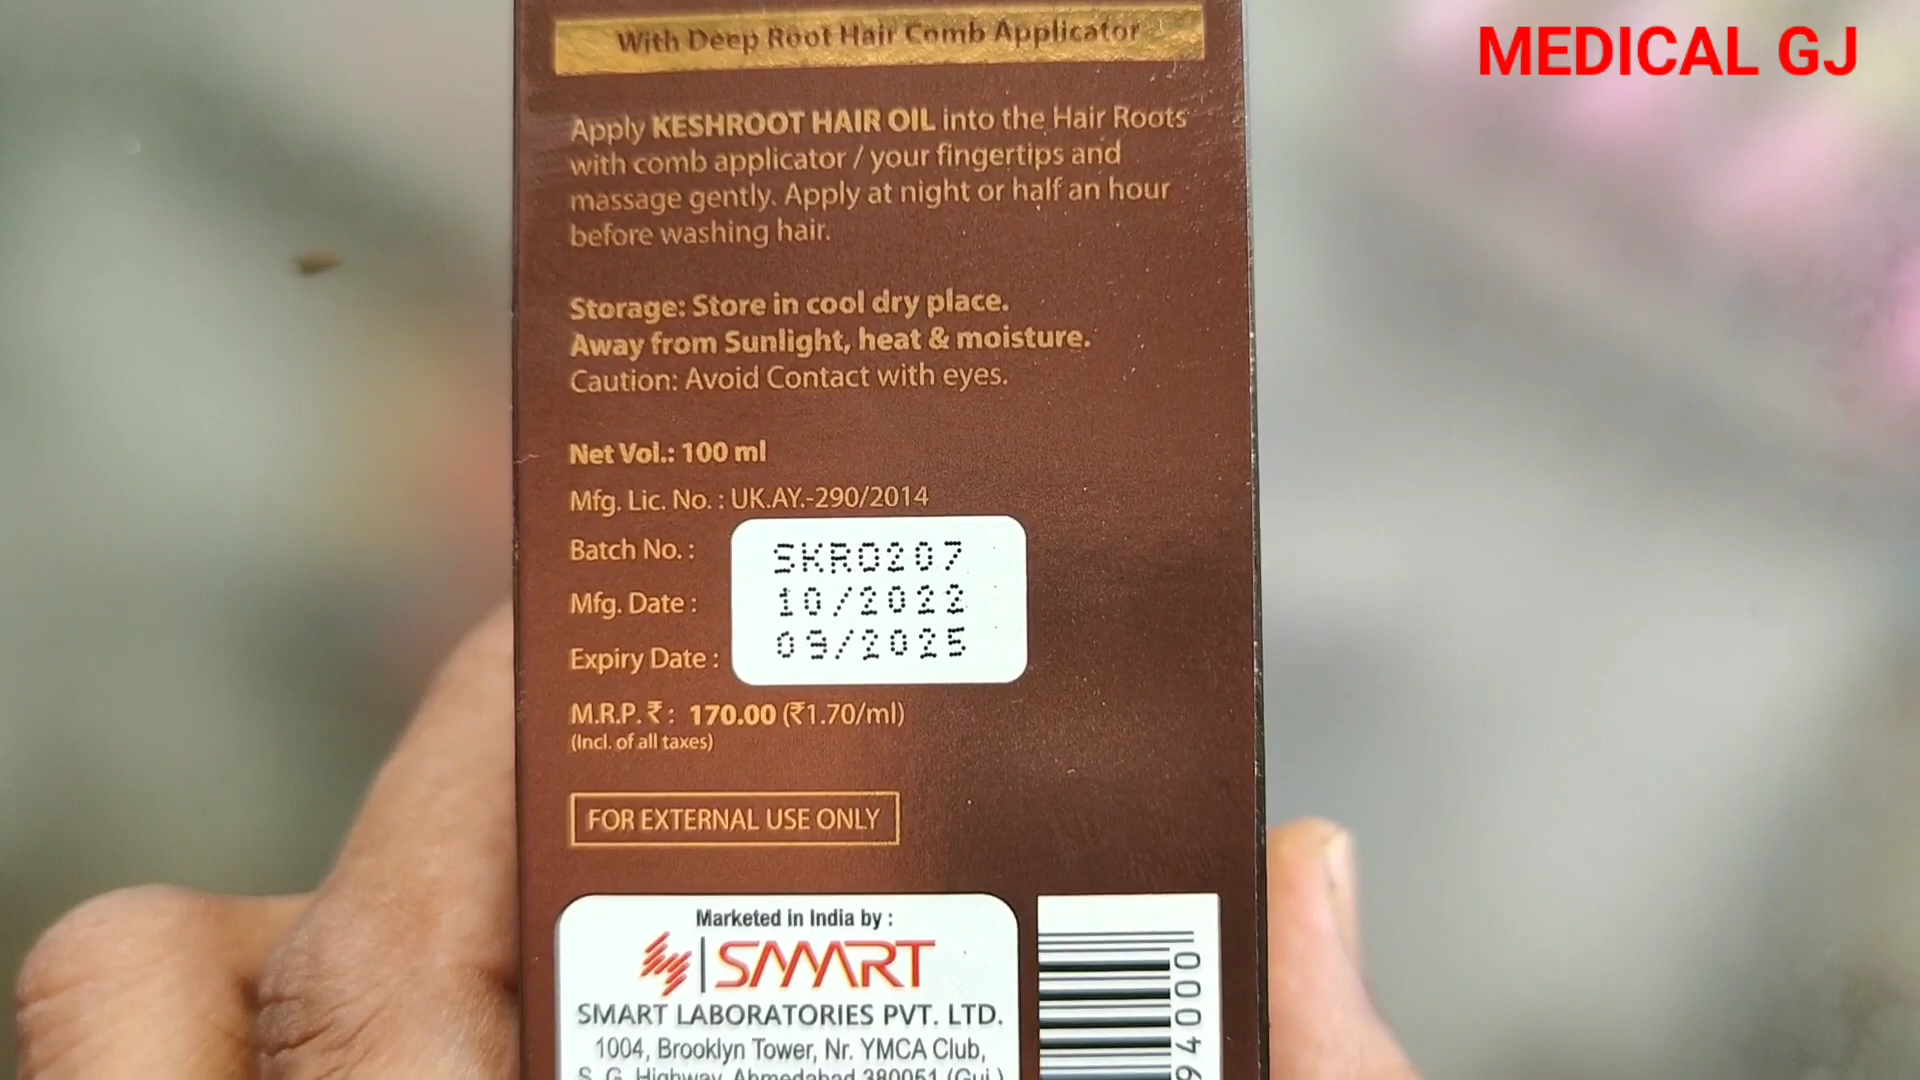 MEDICAL GJ
With Deep Root Hair Comb Applicator
Apply KESHROOT HAIR OIL into the Hair Roots
with comb applicator / your fingertips and
massage gently. Apply at night or half an hour
before washing hair.
Storage: Store in cool dry place.
Away from Sunlight, heat & moisture.
Caution: Avoid Contact with eyes.
Net Vol.: 100 ml
Mfg. Lic. No. : UK.AY.-290/2014
Batch No. : SKR0207
Mfg. Date : 10/2022
Expiry Date : 09/2025
M.R.P. ₹ : 170.00 (₹1.70/ml)
(Incl. of all taxes)
FOR EXTERNAL USE ONLY
Marketed in India by :
SMART
SMART LABORATORIES PVT. LTD.
1004, Brooklyn Tower, Nr. YMCA Club,
S. G. Highway, Ahmedabad 380051 (Guj.)
94000